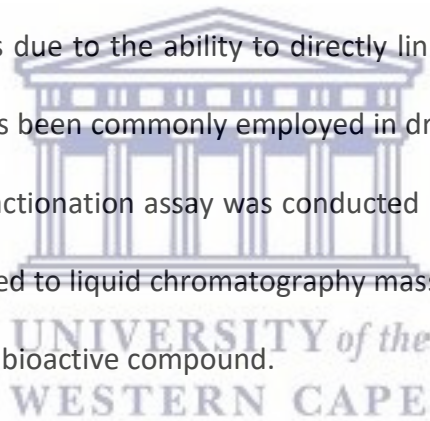 s due to the ability to directly lin
s been commonly employed in dr
actionation assay was conducted
ed to liquid chromatography mass
bioactive compound.
UNIVERSITY of the
WESTERN CAPE